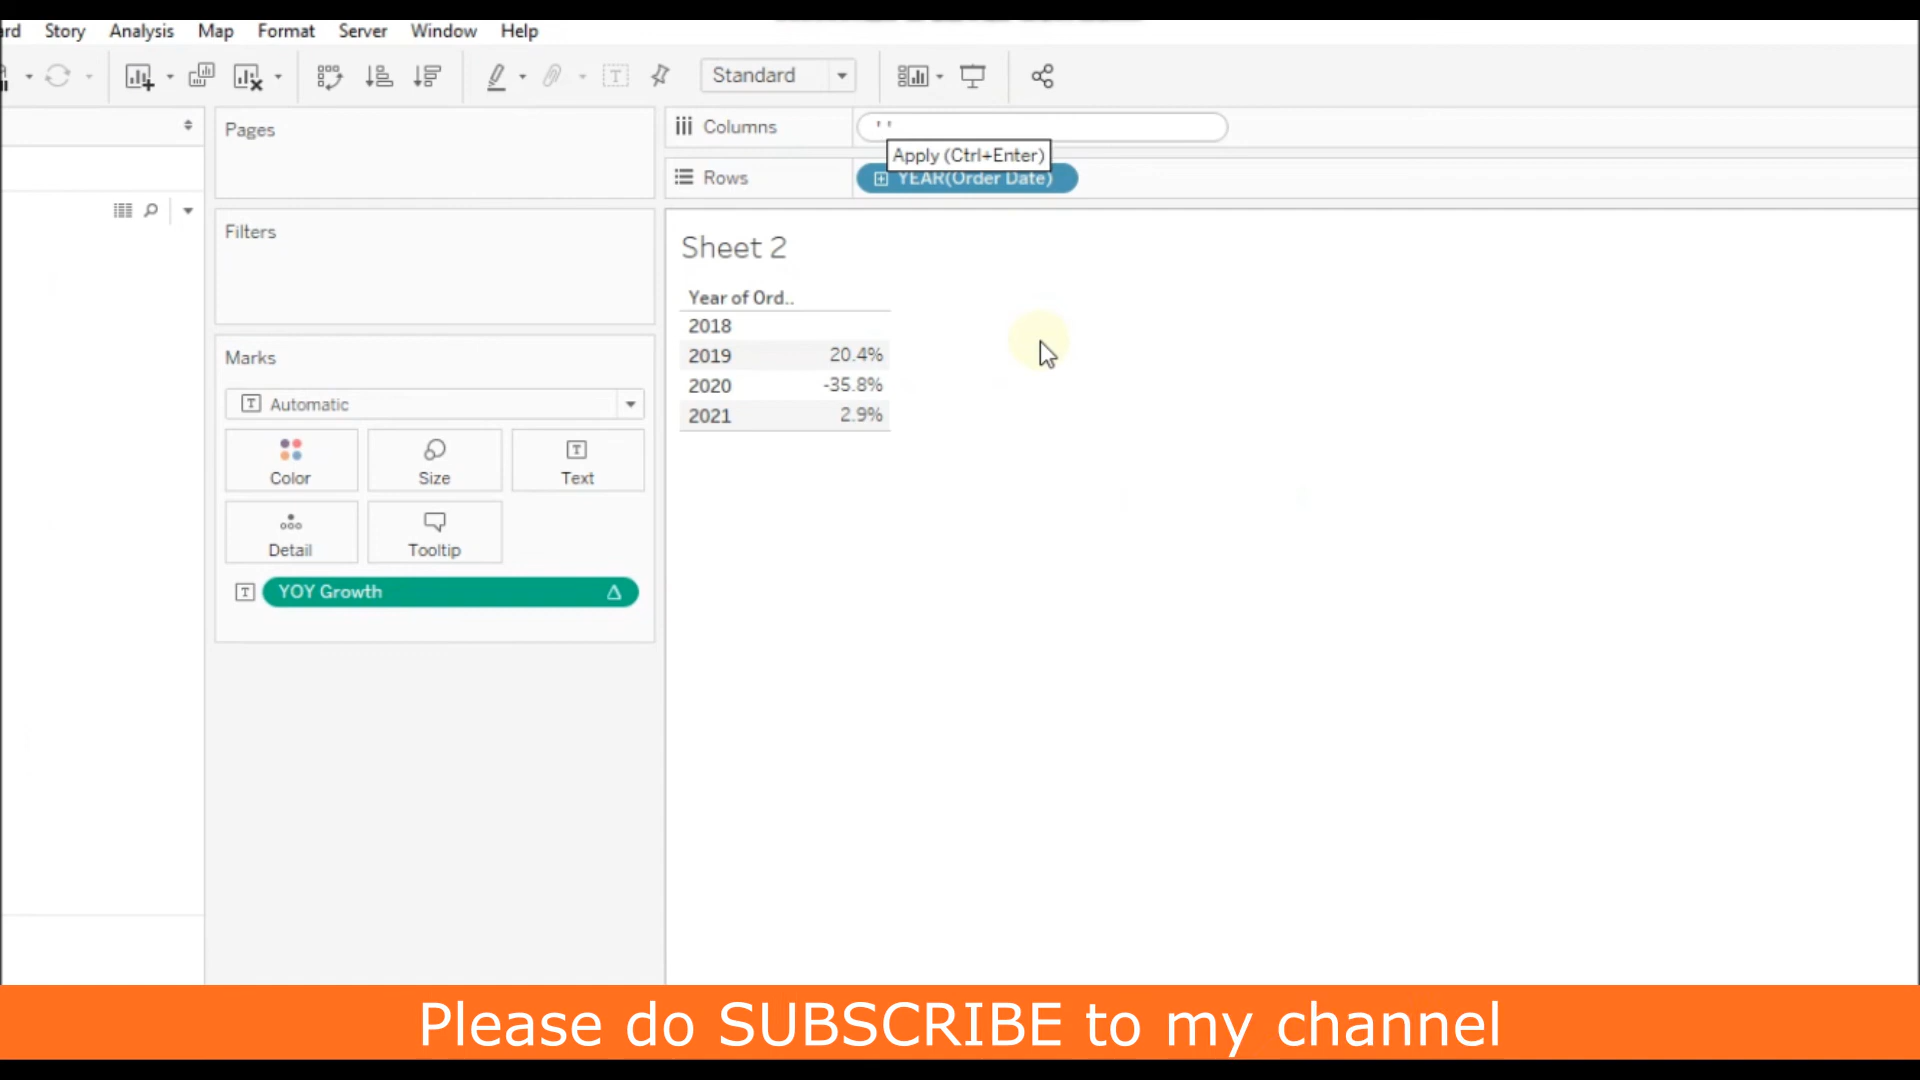 ard Story Analysis Map Format Server Window Help
Standard
Pages
Columns
' '
Apply (Ctrl+Enter)
Rows
YEAR(Order Date)
Filters
Sheet 2
Year of Ord..
2018
2019 20.4%
2020 -35.8%
2021 2.9%
Marks
T Automatic
Color
Size
T
Text
Detail
Tooltip
T YOY Growth Δ
Please do SUBSCRIBE to my channel